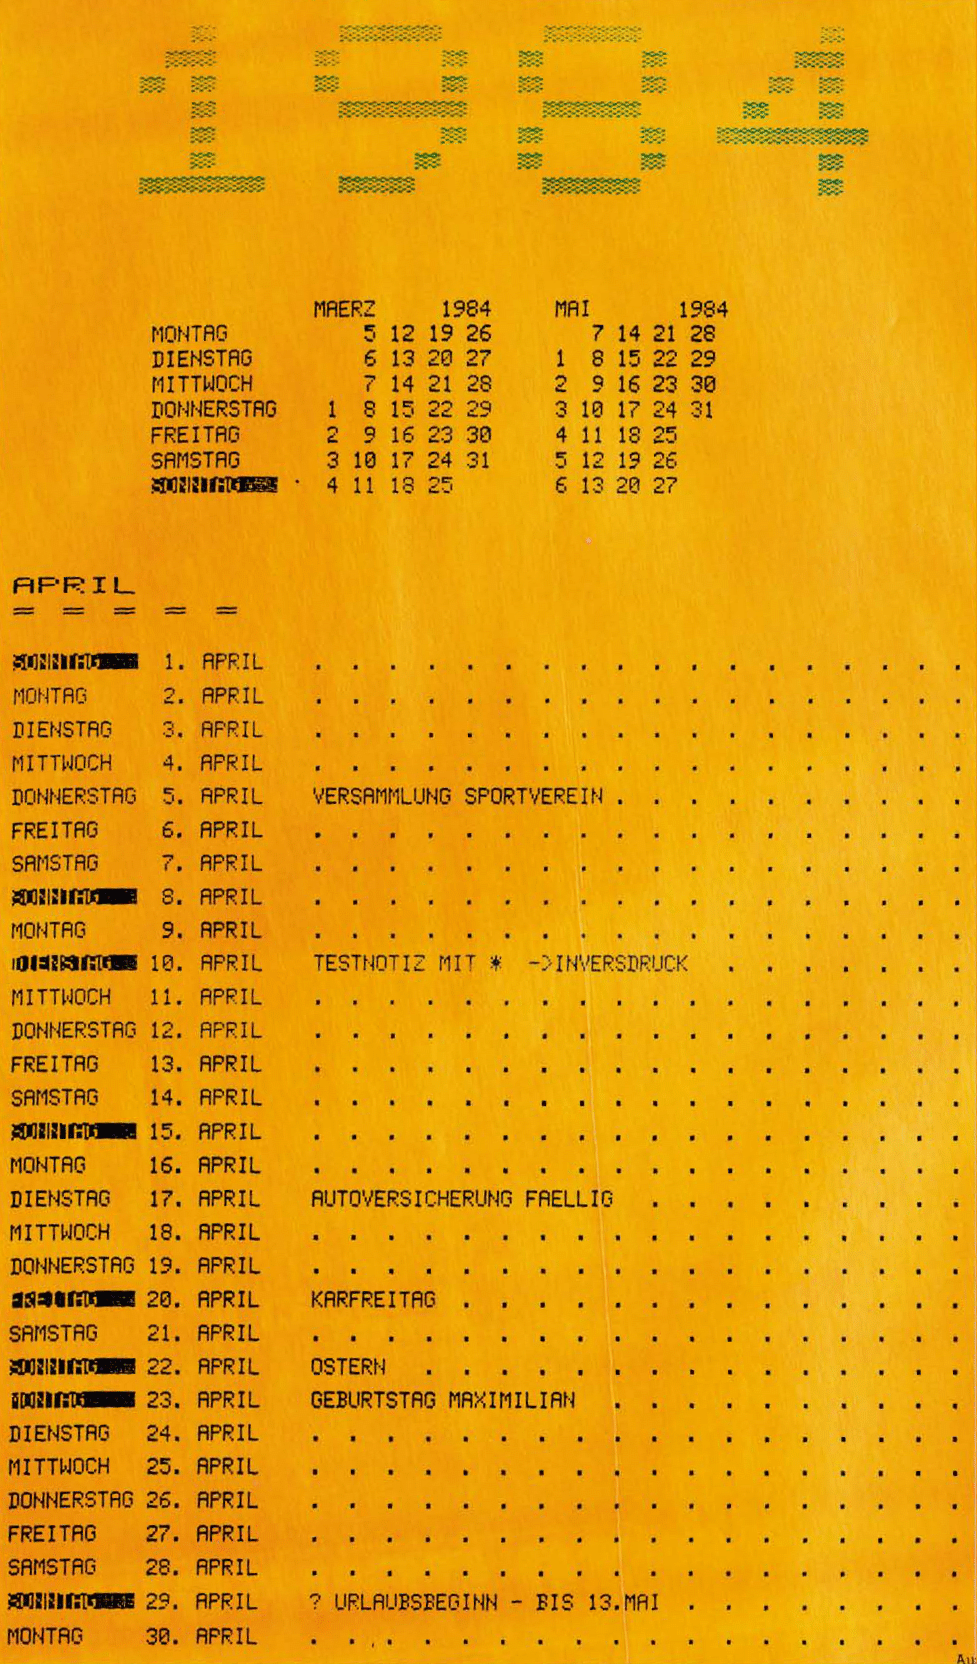 1984
MAERZ 1984 MAI 1984
MONTAG 5 12 19 26 7 14 21 28
DIENSTAG 6 13 20 27 1 8 15 22 29
MITTWOCH 7 14 21 28 2 9 16 23 30
DONNERSTAG 1 8 15 22 29 3 10 17 24 31
FREITAG 2 9 16 23 30 4 11 18 25
SAMSTAG 3 10 17 24 31 5 12 19 26
SONNTAG 4 11 18 25 6 13 20 27
APRIL
= = = = =
SONNTAG 1. APRIL . . . . . . . . . . . . . . . . . .
MONTAG 2. APRIL . . . . . . . . . . . . . . . . . .
DIENSTAG 3. APRIL . . . . . . . . . . . . . . . . . .
MITTWOCH 4. APRIL . . . . . . . . . . . . . . . . . .
DONNERSTAG 5. APRIL VERSAMMLUNG SPORTVEREIN . . . . . . . . . .
FREITAG 6. APRIL . . . . . . . . . . . . . . . . . .
SAMSTAG 7. APRIL . . . . . . . . . . . . . . . . . .
SONNTAG 8. APRIL . . . . . . . . . . . . . . . . . .
MONTAG 9. APRIL . . . . . . . . . . . . . . . . . .
DIENSTAG 10. APRIL TESTNOTIZ MIT * ->INVERSDRUCK . . . . . . .
MITTWOCH 11. APRIL . . . . . . . . . . . . . . . . . .
DONNERSTAG 12. APRIL . . . . . . . . . . . . . . . . . .
FREITAG 13. APRIL . . . . . . . . . . . . . . . . . .
SAMSTAG 14. APRIL . . . . . . . . . . . . . . . . . .
SONNTAG 15. APRIL . . . . . . . . . . . . . . . . . .
MONTAG 16. APRIL . . . . . . . . . . . . . . . . . .
DIENSTAG 17. APRIL AUTOVERSICHERUNG FAELLIG . . . . . . . . .
MITTWOCH 18. APRIL . . . . . . . . . . . . . . . . . .
DONNERSTAG 19. APRIL . . . . . . . . . . . . . . . . . .
FREITAG 20. APRIL KARFREITAG . . . . . . . . . . . . . .
SAMSTAG 21. APRIL . . . . . . . . . . . . . . . . . .
SONNTAG 22. APRIL OSTERN . . . . . . . . . . . . . . .
MONTAG 23. APRIL GEBURTSTAG MAXIMILIAN . . . . . . . . . .
DIENSTAG 24. APRIL . . . . . . . . . . . . . . . . . .
MITTWOCH 25. APRIL . . . . . . . . . . . . . . . . . .
DONNERSTAG 26. APRIL . . . . . . . . . . . . . . . . . .
FREITAG 27. APRIL . . . . . . . . . . . . . . . . . .
SAMSTAG 28. APRIL . . . . . . . . . . . . . . . . . .
SONNTAG 29. APRIL ? URLAUBSBEGINN - BIS 13.MAI . . . . . . . .
MONTAG 30. APRIL . . . . . . . . . . . . . . . . . .